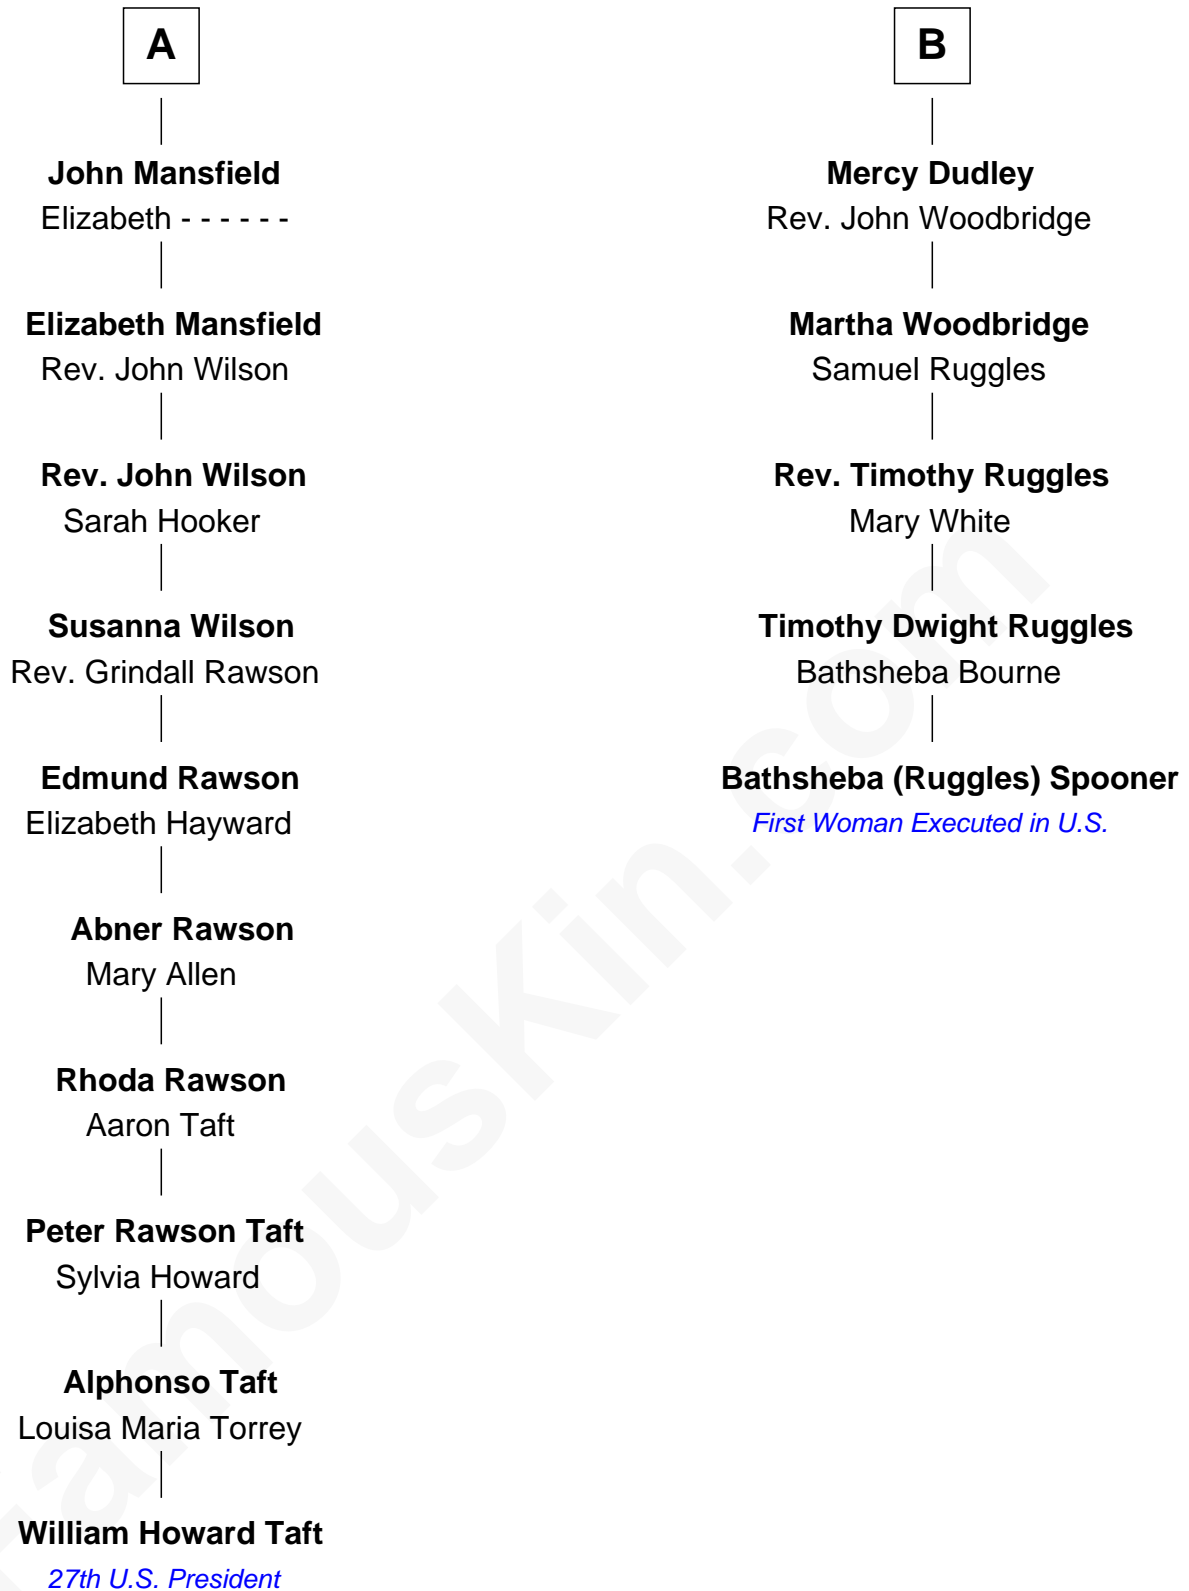 A
John Mansfield
Elizabeth - - - - - -
Elizabeth Mansfield
Rev. John Wilson
Rev. John Wilson
Sarah Hooker
Susanna Wilson
Rev. Grindall Rawson
Edmund Rawson
Elizabeth Hayward
Abner Rawson
Mary Allen
Rhoda Rawson
Aaron Taft
Peter Rawson Taft
Sylvia Howard
Alphonso Taft
Louisa Maria Torrey
William Howard Taft
27th U.S. President
B
Mercy Dudley
Rev. John Woodbridge
Martha Woodbridge
Samuel Ruggles
Rev. Timothy Ruggles
Mary White
Timothy Dwight Ruggles
Bathsheba Bourne
Bathsheba (Ruggles) Spooner
First Woman Executed in U.S.
FamousKin.com